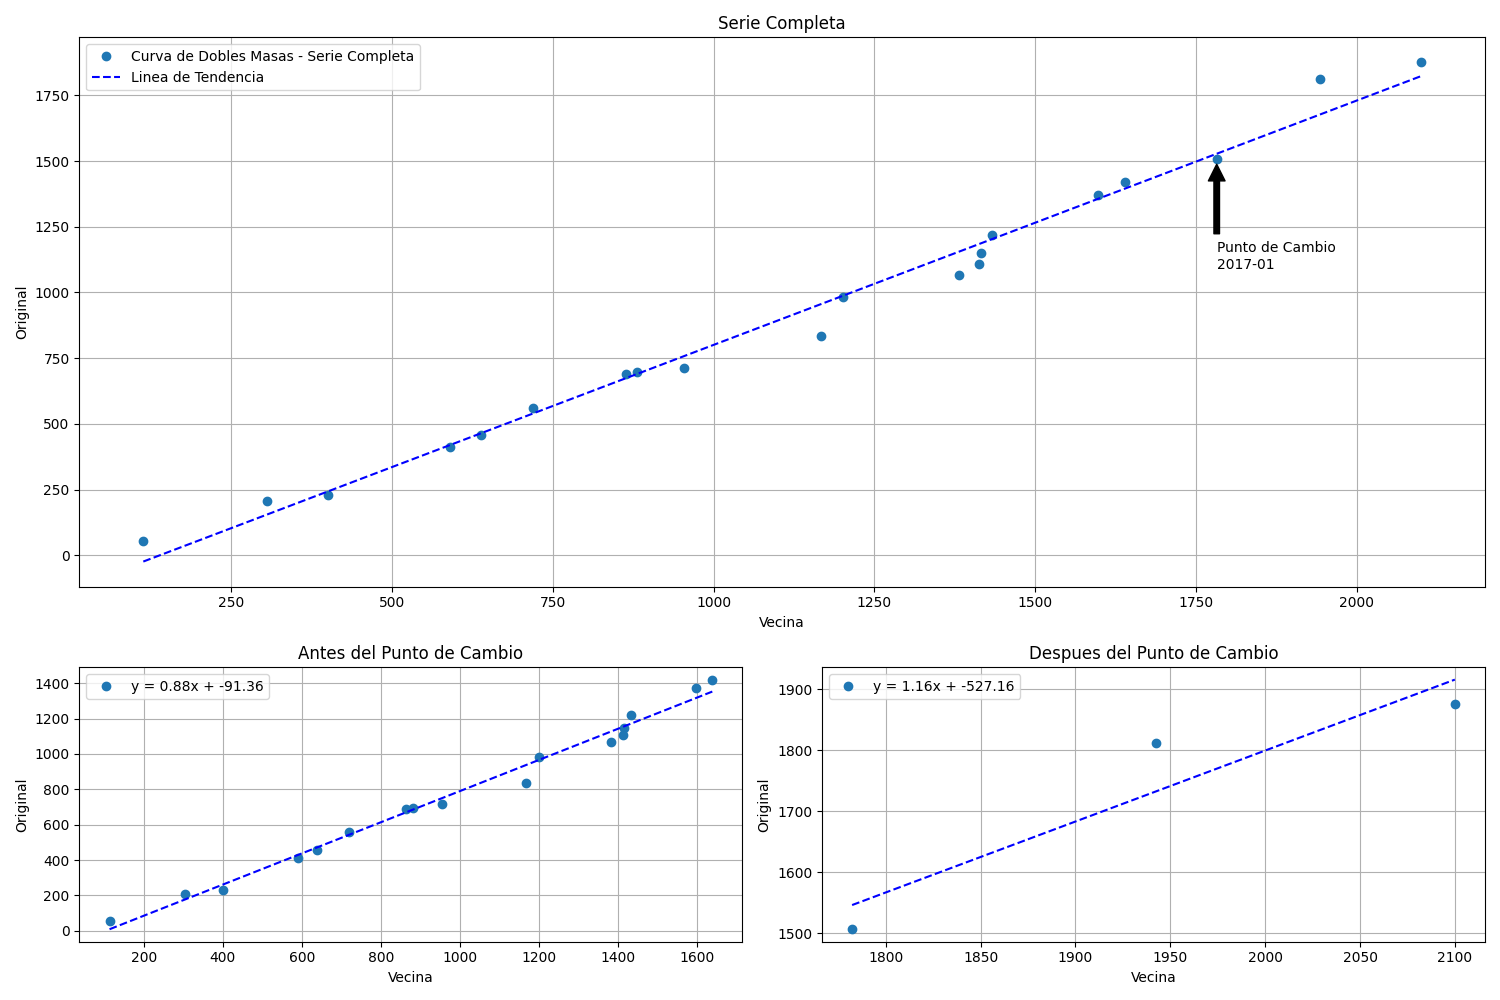 Serie Completa
Curva de Dobles Masas - Serie Completa
Linea de Tendencia
1750
1500
1250
1000
750
500
250
0
Original
Punto de Cambio
2017-01
250 500 750 1000 1250 1500 1750 2000
Vecina
Antes del Punto de Cambio
y = 0.88x + -91.36
1400
1200
1000
800
600
400
200
0
Original
200 400 600 800 1000 1200 1400 1600
Vecina
Despues del Punto de Cambio
y = 1.16x + -527.16
1900
1800
1700
1600
1500
Original
1800 1850 1900 1950 2000 2050 2100
Vecina